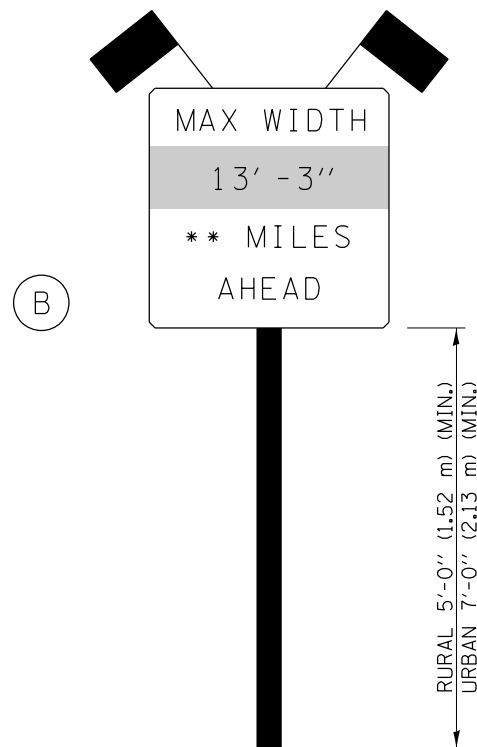 MAX WIDTH
13'-3"
** MILES
AHEAD
B
RURAL 5'-0" (1.52 m) (MIN.)
URBAN 7'-0" (2.13 m) (MIN.)